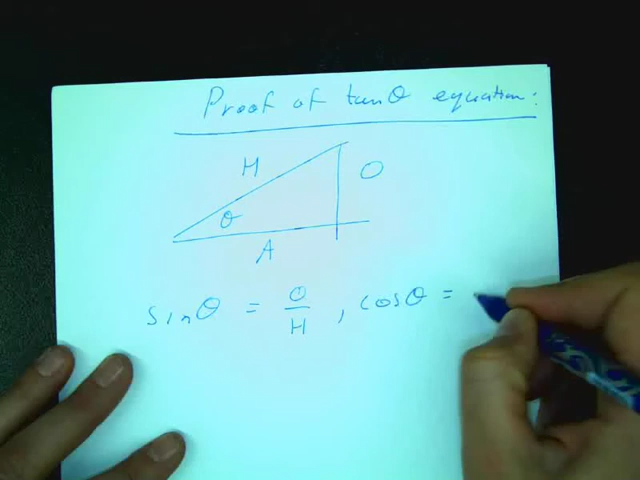 Proof of tanθ equation:
H
O
θ
A
sinθ = O/H , cosθ =